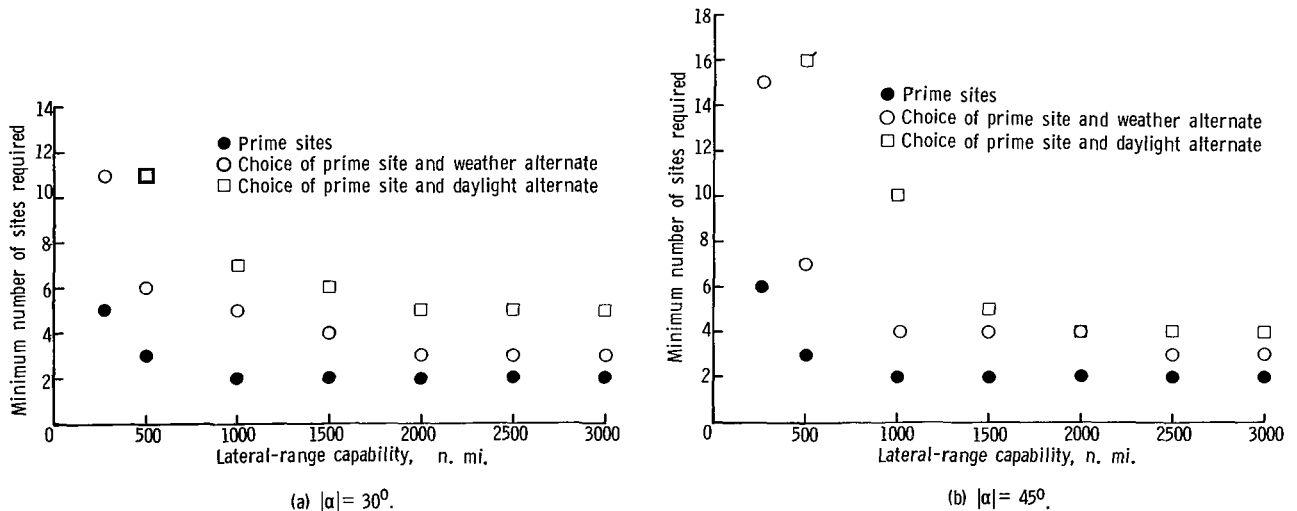 Minimum number of sites required
14
12
10
8
6
4
2
0
500
1000
1500
2000
2500
3000
Lateral-range capability, n. mi.
● Prime sites
○ Choice of prime site and weather alternate
□ Choice of prime site and daylight alternate
(a) |α| = 30°.
Minimum number of sites required
18
16
14
12
10
8
6
4
2
0
500
1000
1500
2000
2500
3000
Lateral-range capability, n. mi.
● Prime sites
○ Choice of prime site and weather alternate
□ Choice of prime site and daylight alternate
(b) |α| = 45°.